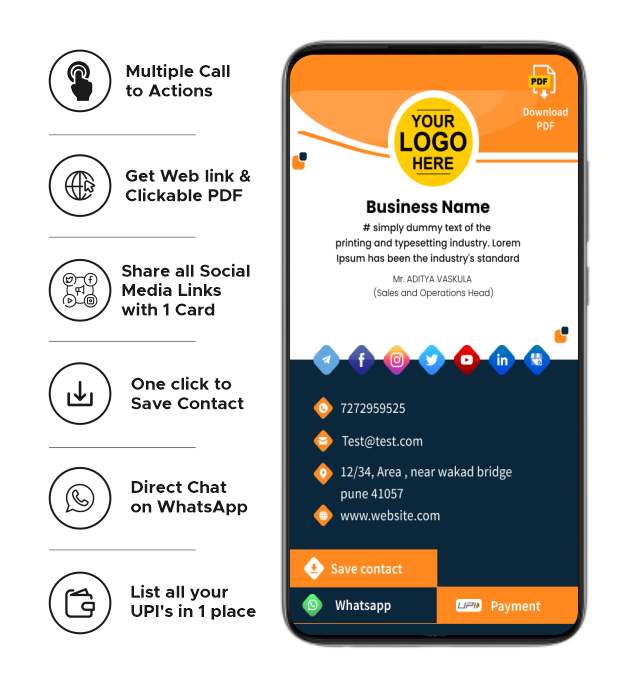 Multiple Call
to Actions
Get Web link &
Clickable PDF
Share all Social
Media Links
with 1 Card
One click to
Save Contact
Direct Chat
on WhatsApp
List all your
UPI's in 1 place
PDF
Download
PDF
YOUR
LOGO
HERE
Business Name
# simply dummy text of the
printing and typesetting industry. Lorem
Ipsum has been the industry's standard
Mr. ADITYA VASKULA
(Sales and Operations Head)
f
in
7272959525
Test@test.com
12/34, Area , near wakad bridge
pune 41057
www.website.com
Save contact
Whatsapp
UPI Payment